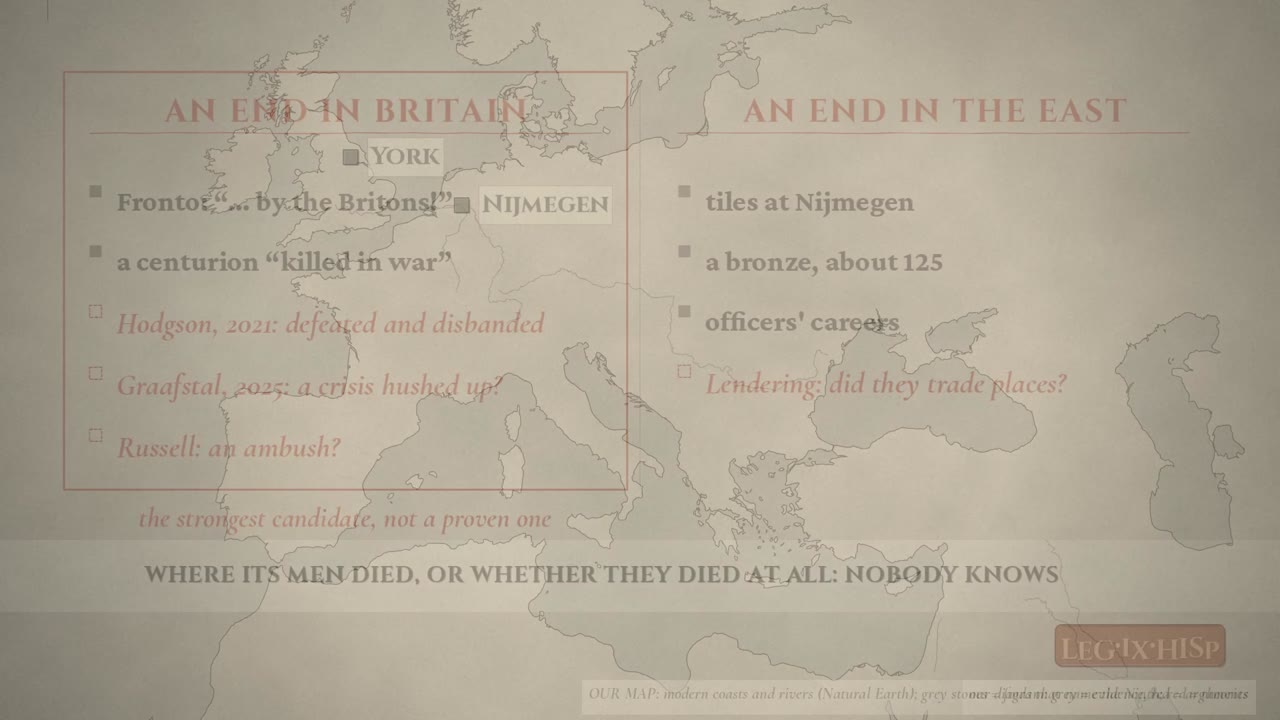 AN END IN BRITAIN
YORK
Fronto: “... by the Britons!”
NIJMEGEN
a centurion “killed in war”
Hodgson, 2021: defeated and disbanded
Graafstal, 2025: a crisis hushed up?
Russell: an ambush?
the strongest candidate, not a proven one
AN END IN THE EAST
tiles at Nijmegen
a bronze, about 125
officers' careers
Lendering: did they trade places?
WHERE ITS MEN DIED, OR WHETHER THEY DIED AT ALL: NOBODY KNOWS
LEG·IX·HISP
OUR MAP: modern coasts and rivers (Natural Earth); grey